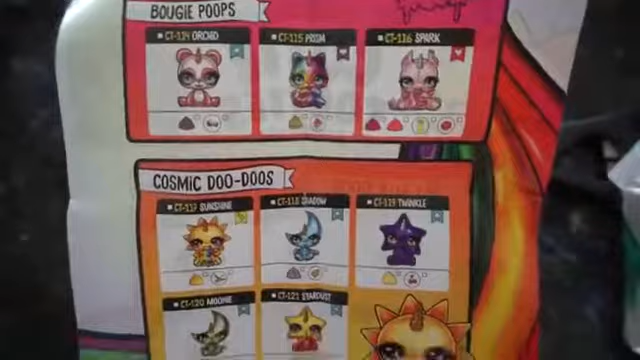 BOUGIE POOPS
CT-114 ORCHID
CT-115 PRISM
CT-116 SPARK
COSMIC DOO-DOOS
CT-117 SUNSHINE
CT-118 SHADOW
CT-119 TWINKLE
CT-120 MOONIE
CT-121 STARDUST